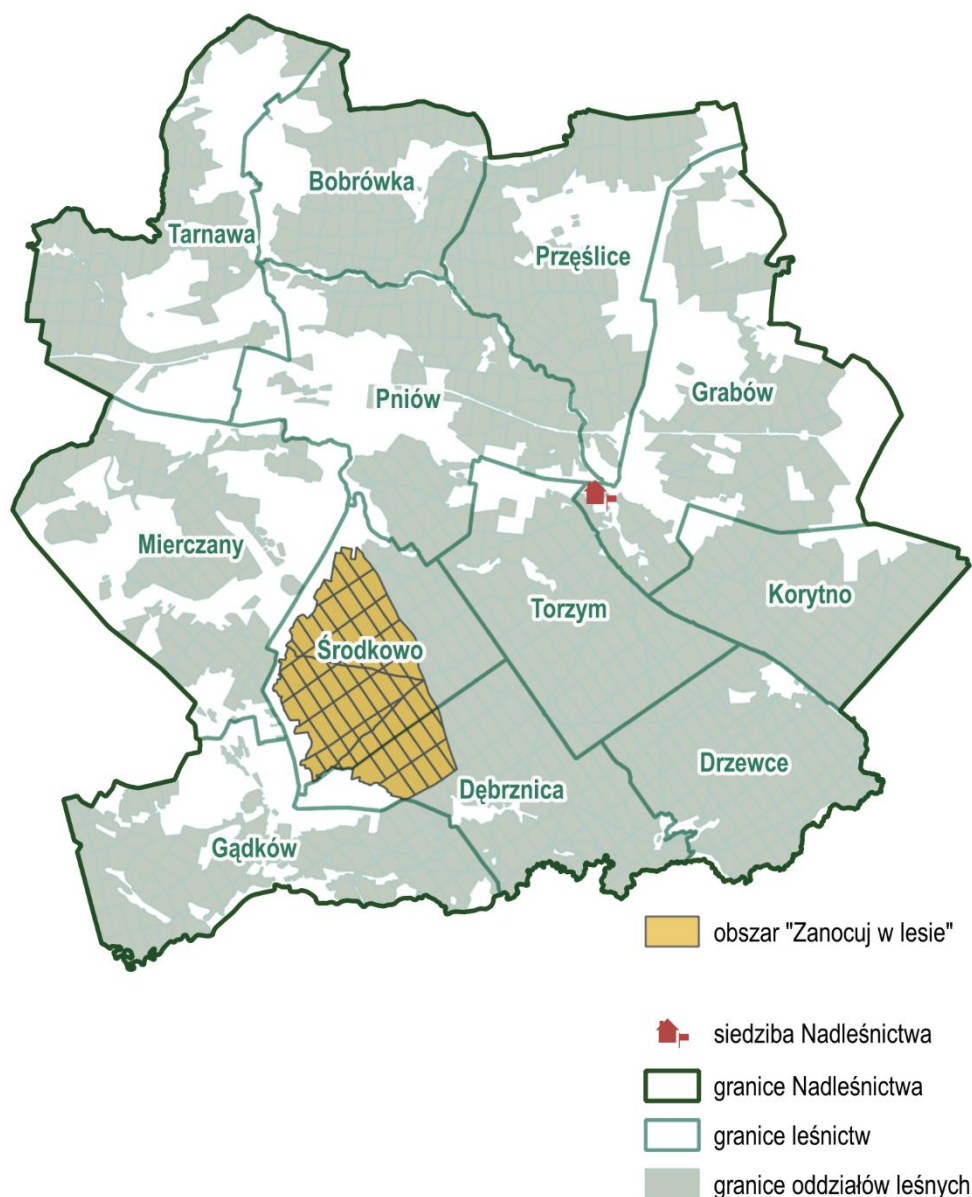 Bobrówka
Tarnawa
Przęślice
Pniów
Grabów
Mierczany
Korytno
Torzym
Środkowo
Drzewce
Dębrznica
Gądków
obszar "Zanocuj w lesie"
siedziba Nadleśnictwa
granice Nadleśnictwa
granice leśnictw
granice oddziałów leśnych